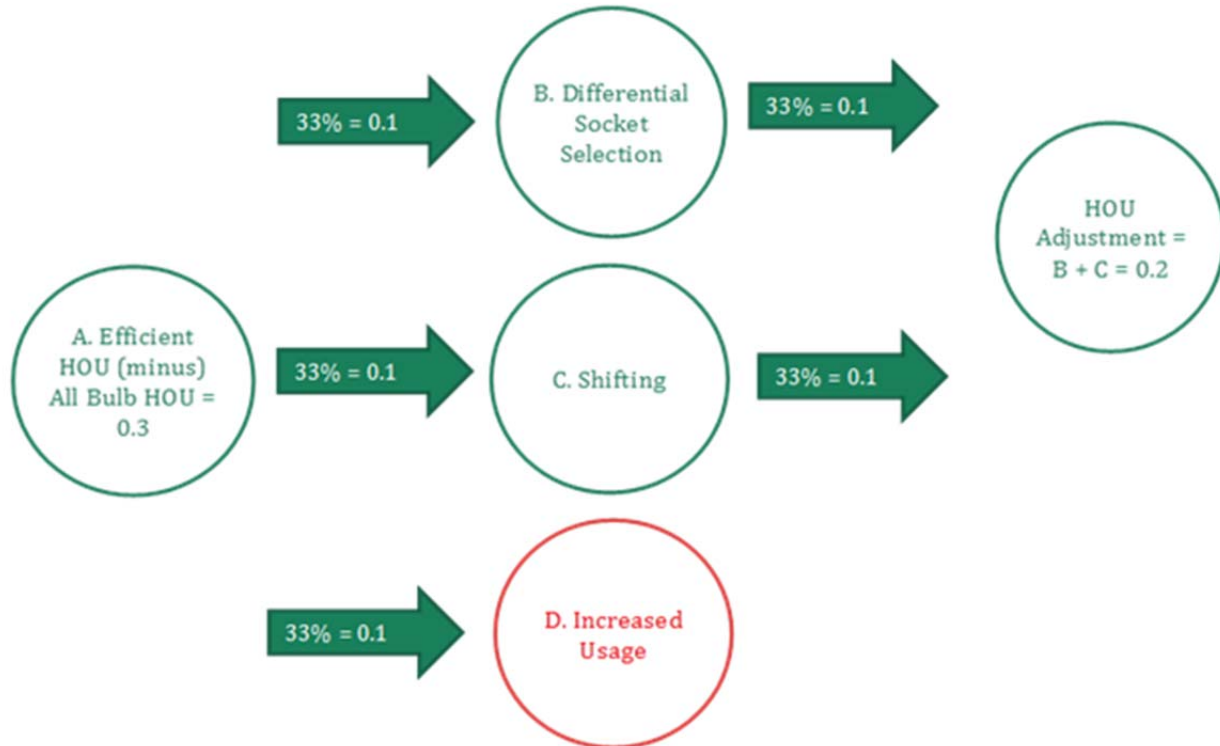 33% = 0.1
B. Differential
Socket
Selection
33% = 0.1
HOU
Adjustment =
B + C = 0.2
A. Efficient
HOU (minus)
All Bulb HOU =
0.3
33% = 0.1
C. Shifting
33% = 0.1
33% = 0.1
D. Increased
Usage